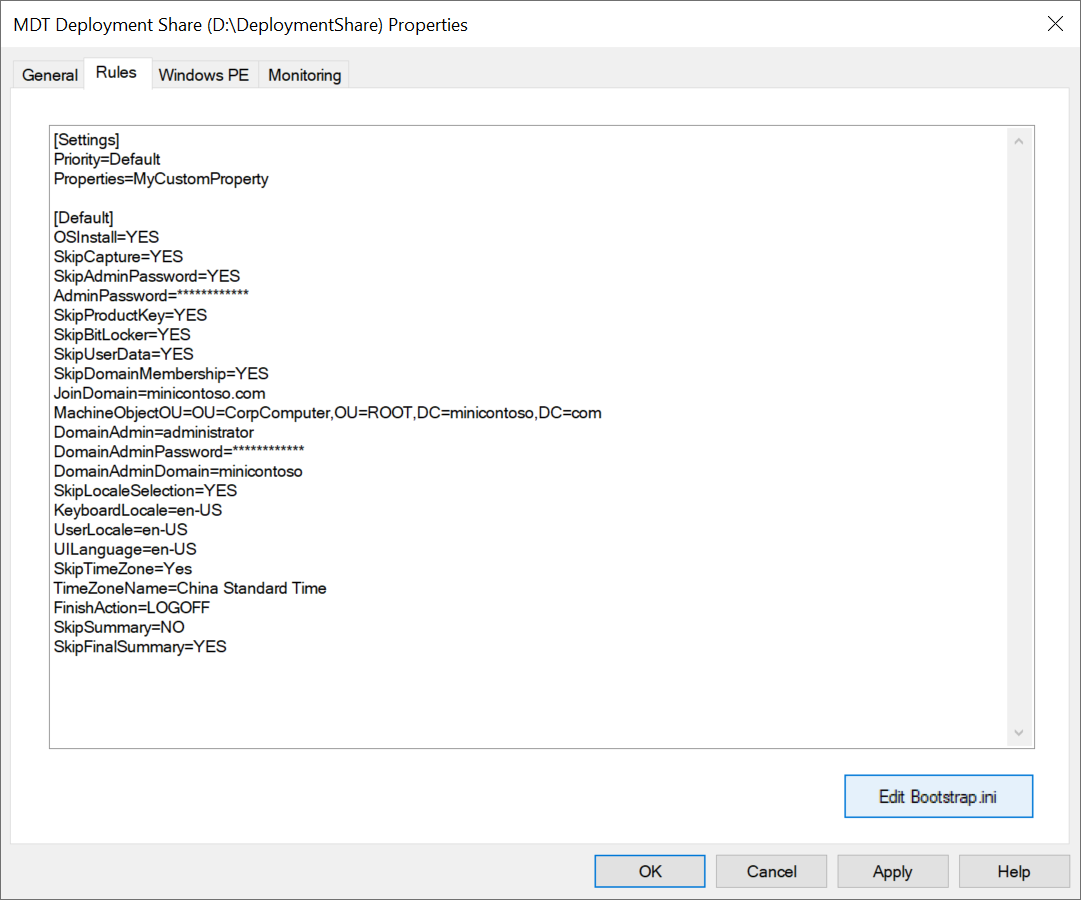 MDT Deployment Share (D:\DeploymentShare) Properties
General Rules Windows PE Monitoring
[Settings]
Priority=Default
Properties=MyCustomProperty
[Default]
OSInstall=YES
SkipCapture=YES
SkipAdminPassword=YES
AdminPassword=************
SkipProductKey=YES
SkipBitLocker=YES
SkipUserData=YES
SkipDomainMembership=YES
JoinDomain=minicontoso.com
MachineObjectOU=OU=CorpComputer,OU=ROOT,DC=minicontoso,DC=com
DomainAdmin=administrator
DomainAdminPassword=************
DomainAdminDomain=minicontoso
SkipLocaleSelection=YES
KeyboardLocale=en-US
UserLocale=en-US
UILanguage=en-US
SkipTimeZone=Yes
TimeZoneName=China Standard Time
FinishAction=LOGOFF
SkipSummary=NO
SkipFinalSummary=YES
Edit Bootstrap.ini
OK Cancel Apply Help